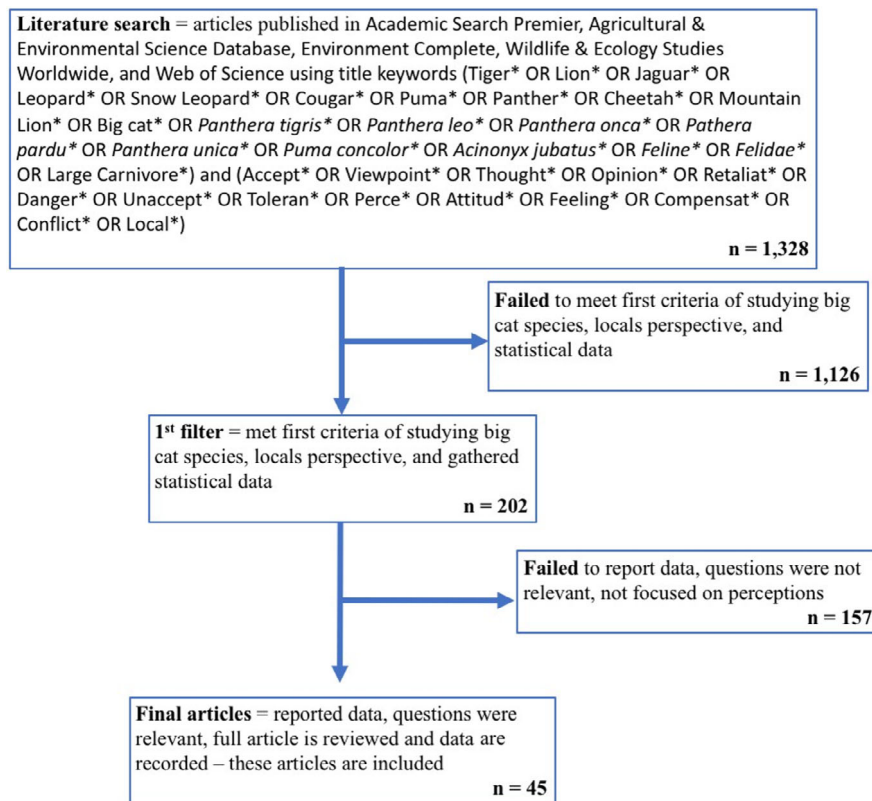 Literature search = articles published in Academic Search Premier, Agricultural &
Environmental Science Database, Environment Complete, Wildlife & Ecology Studies
Worldwide, and Web of Science using title keywords (Tiger* OR Lion* OR Jaguar* OR
Leopard* OR Snow Leopard* OR Cougar* OR Puma* OR Panther* OR Cheetah* OR Mountain
Lion* OR Big cat* OR Panthera tigris* OR Panthera leo* OR Panthera onca* OR Pathera
pardu* OR Panthera unica* OR Puma concolor* OR Acinonyx jubatus* OR Feline* OR Felidae*
OR Large Carnivore*) and (Accept* OR Viewpoint* OR Thought* OR Opinion* OR Retaliat* OR
Danger* OR Unaccept* OR Toleran* OR Perce* OR Attitud* OR Feeling* OR Compensat* OR
Conflict* OR Local*)
n = 1,328
Failed to meet first criteria of studying big
cat species, locals perspective, and
statistical data
n = 1,126
1st filter = met first criteria of studying big
cat species, locals perspective, and gathered
statistical data
n = 202
Failed to report data, questions were not
relevant, not focused on perceptions
n = 157
Final articles = reported data, questions were
relevant, full article is reviewed and data are
recorded – these articles are included
n = 45